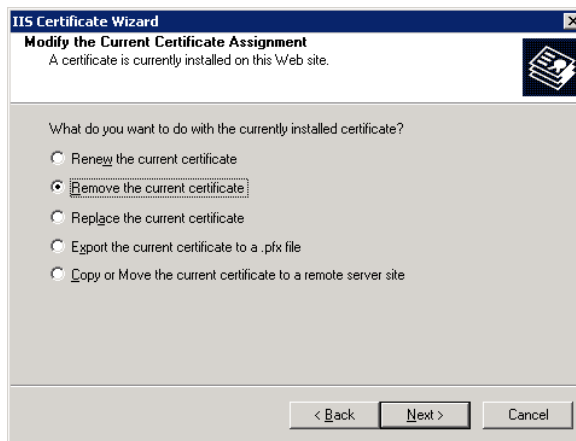 IIS Certificate Wizard
Modify the Current Certificate Assignment
A certificate is currently installed on this Web site.
What do you want to do with the currently installed certificate?
Renew the current certificate
Remove the current certificate
Replace the current certificate
Export the current certificate to a .pfx file
Copy or Move the current certificate to a remote server site
< Back
Next >
Cancel